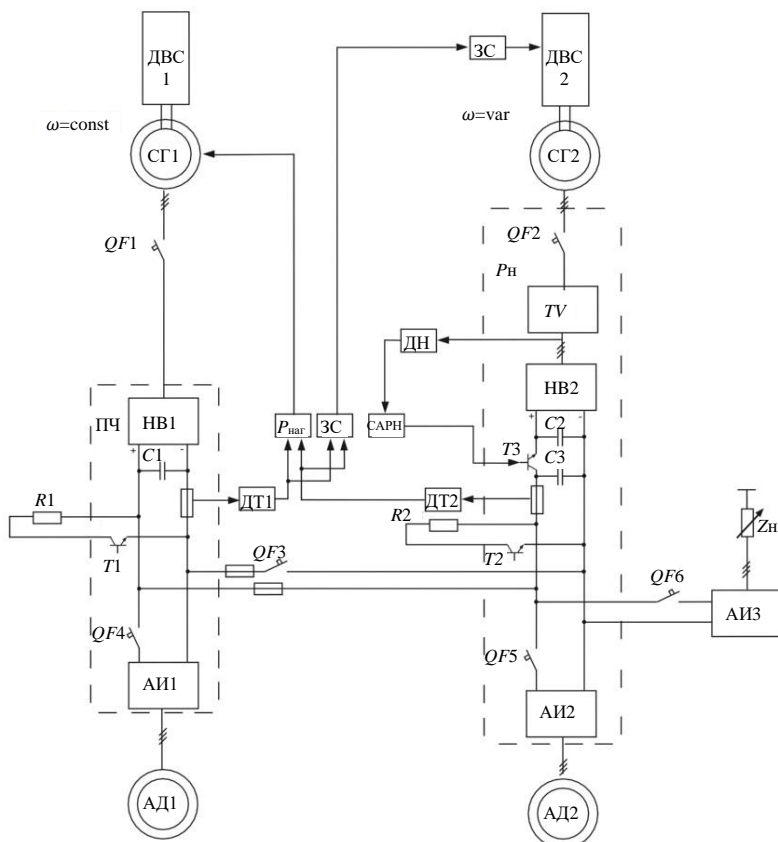 ДВС
1
ЗС
ДВС
2
ω=const
ω=var
СГ1
СГ2
QF1
QF2
Pн
TV
ДН
НВ2
ПЧ
НВ1
+
-
Pнаг
ЗС
САРН
+
-
C2
T3
C3
C1
ДТ1
ДТ2
R1
R2
T1
T2
Zн
QF3
QF6
АИ3
QF4
QF5
АИ1
АИ2
АД1
АД2